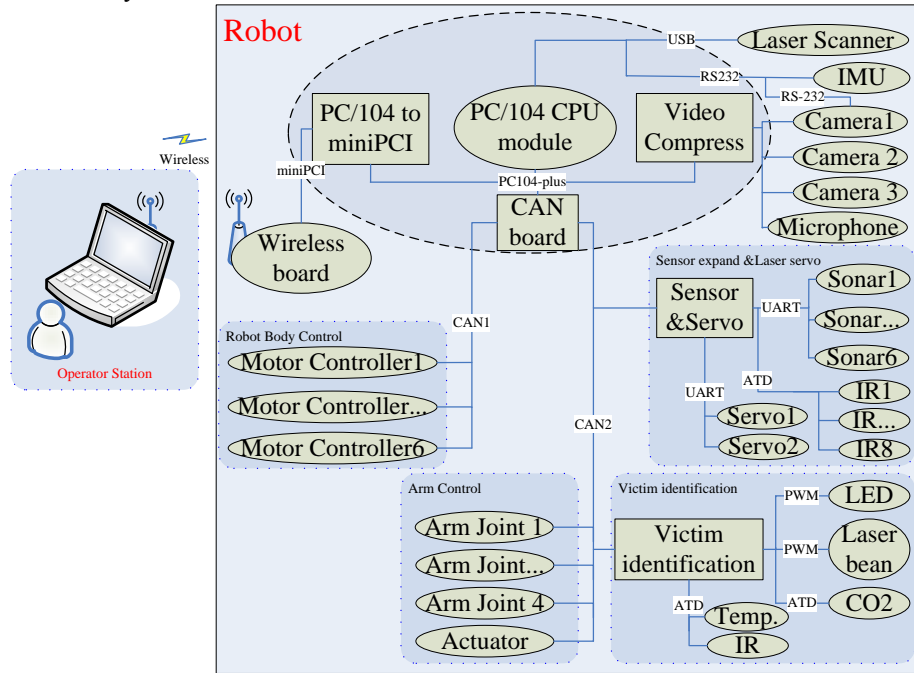 Robot
USB
Laser Scanner
RS232
IMU
RS-232
PC/104 to
miniPCI
PC/104 CPU
module
Video
Compress
Camera1
Camera 2
Camera 3
Microphone
Wireless
miniPCI
PC104-plus
CAN
board
Wireless
board
Operator Station
CAN1
Robot Body Control
Motor Controller1
Motor Controller...
Motor Controller6
CAN2
Sensor expand &Laser servo
Sensor
&Servo
UART
Sonar1
Sonar...
Sonar6
ATD
IR1
IR...
IR8
UART
Servo1
Servo2
Arm Control
Arm Joint 1
Arm Joint...
Arm Joint 4
Actuator
Victim identification
Victim
identification
PWM
LED
PWM
Laser
bean
ATD
CO2
ATD
Temp.
IR